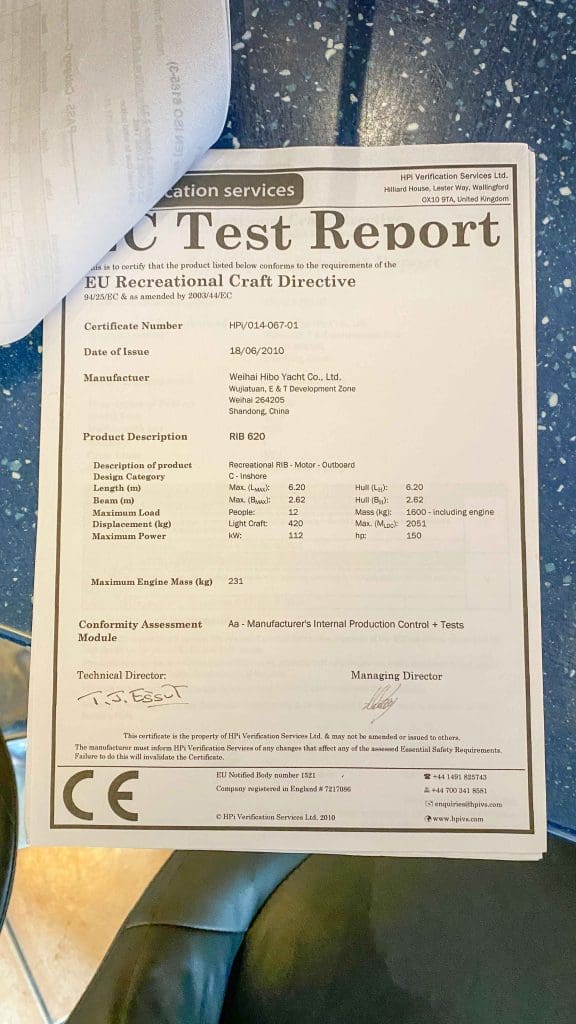 cation services
HPi Verification Services Ltd.
Hilliard House, Lester Way, Wallingford
OX10 9TA, United Kingdom
C Test Report
is is to certify that the product listed below conforms to the requirements of the
EU Recreational Craft Directive
94/25/EC & as amended by 2003/44/EC
Certificate Number HPi/014-067-01
Date of Issue 18/06/2010
Manufactuer Weihai Hibo Yacht Co., Ltd.
Wujiatuan, E & T Development Zone
Weihai 264205
Shandong, China
Product Description RIB 620
Description of product Recreational RIB - Motor - Outboard
Design Category C - Inshore
Length (m) Max. (LMAX): 6.20 Hull (LH): 6.20
Beam (m) Max. (BMAX): 2.62 Hull (BH): 2.62
Maximum Load People: 12 Mass (kg): 1600 - including engine
Displacement (kg) Light Craft: 420 Max. (MLDC): 2051
Maximum Power kW: 112 hp: 150
Maximum Engine Mass (kg) 231
Conformity Assessment Aa - Manufacturer's Internal Production Control + Tests
Module
Technical Director: Managing Director
T.J. Essut
This certificate is the property of HPi Verification Services Ltd. & may not be amended or issued to others.
The manufacturer must inform HPi Verification Services of any changes that affect any of the assessed Essential Safety Requirements.
Failure to do this will invalidate the Certificate.
CE
EU Notified Body number 1521
Company registered in England # 7217086
© HPi Verification Services Ltd. 2010
+44 1491 825743
+44 700 341 8581
enquiries@hpivs.com
www.hpivs.com